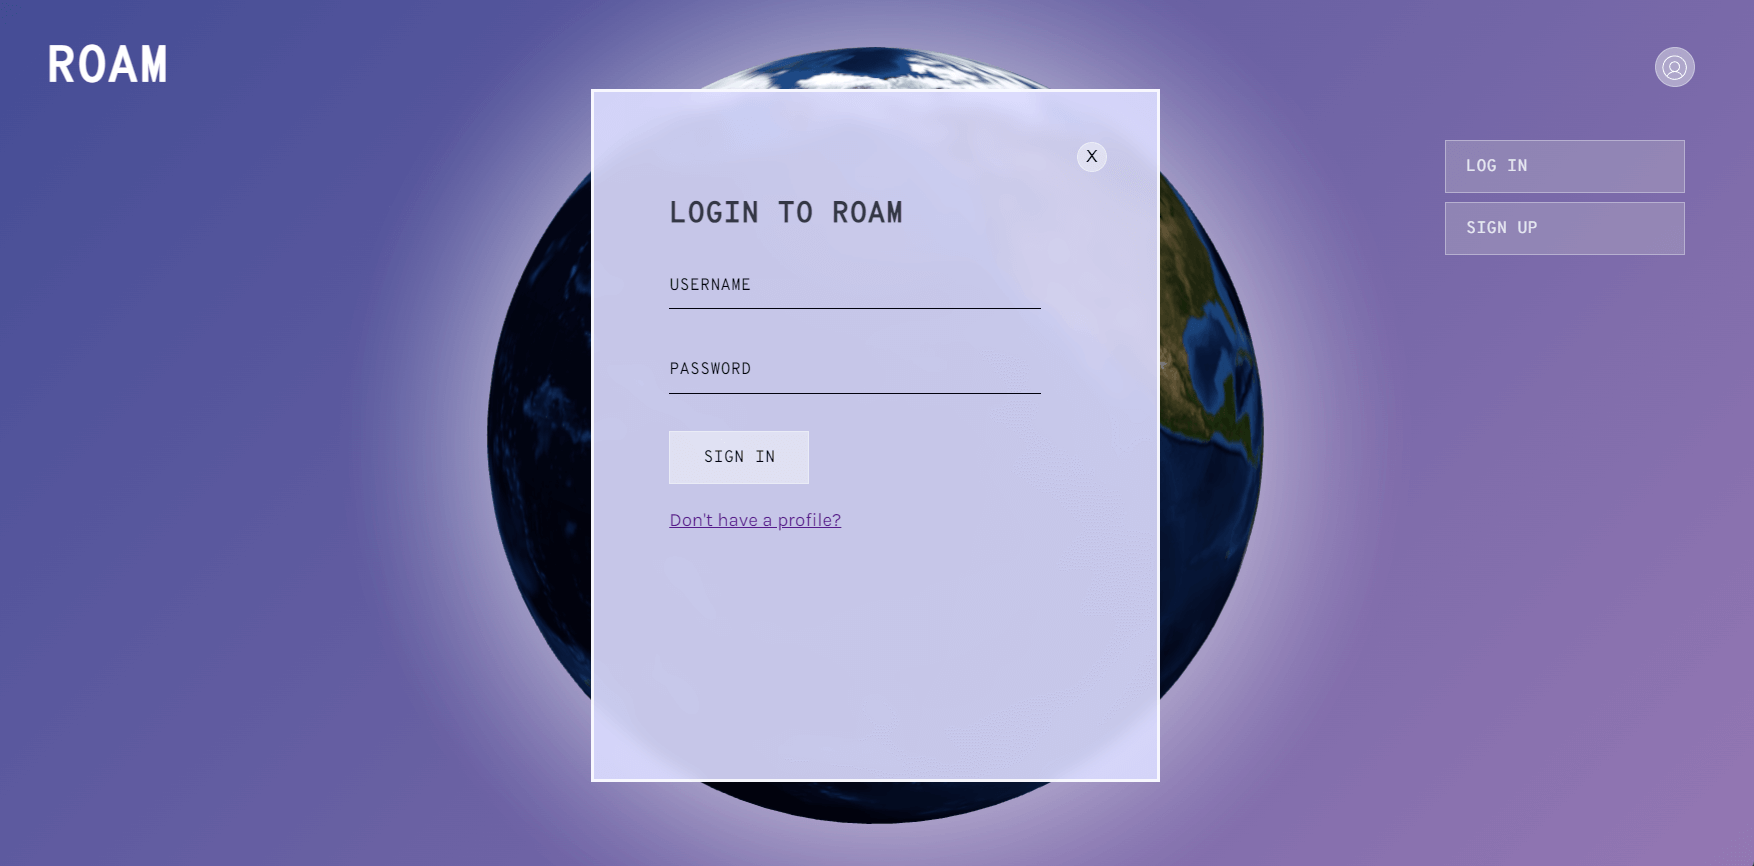 ROAM
X
LOG IN
LOGIN TO ROAM
SIGN UP
USERNAME
PASSWORD
SIGN IN
Don't have a profile?